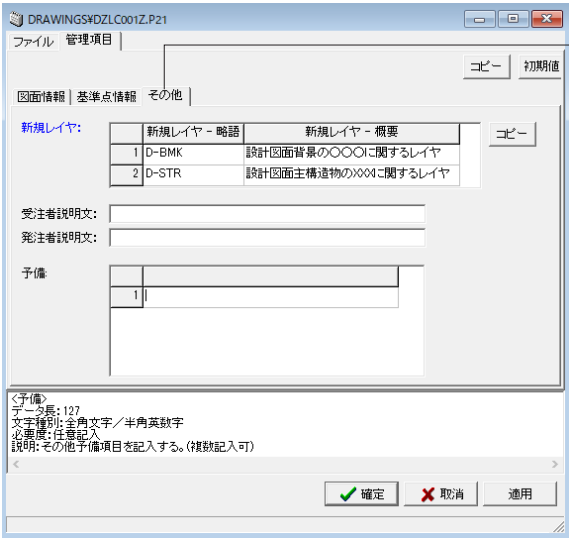 DRAWINGS¥DZLC001Z.P21
ファイル 管理項目
コピー 初期値
図面情報 基準点情報 その他
新規レイヤ:
新規レイヤ - 略語 新規レイヤ - 概要
コピー
1 D-BMK 設計図面背景の〇〇〇に関するレイヤ
2 D-STR 設計図面主構造物の×××に関するレイヤ
受注者説明文:
発注者説明文:
予備:
1
<予備>
データ長:127
文字種別:全角文字/半角英数字
必要度:任意記入
説明:その他予備項目を記入する。(複数記入可)
確定 取消 適用